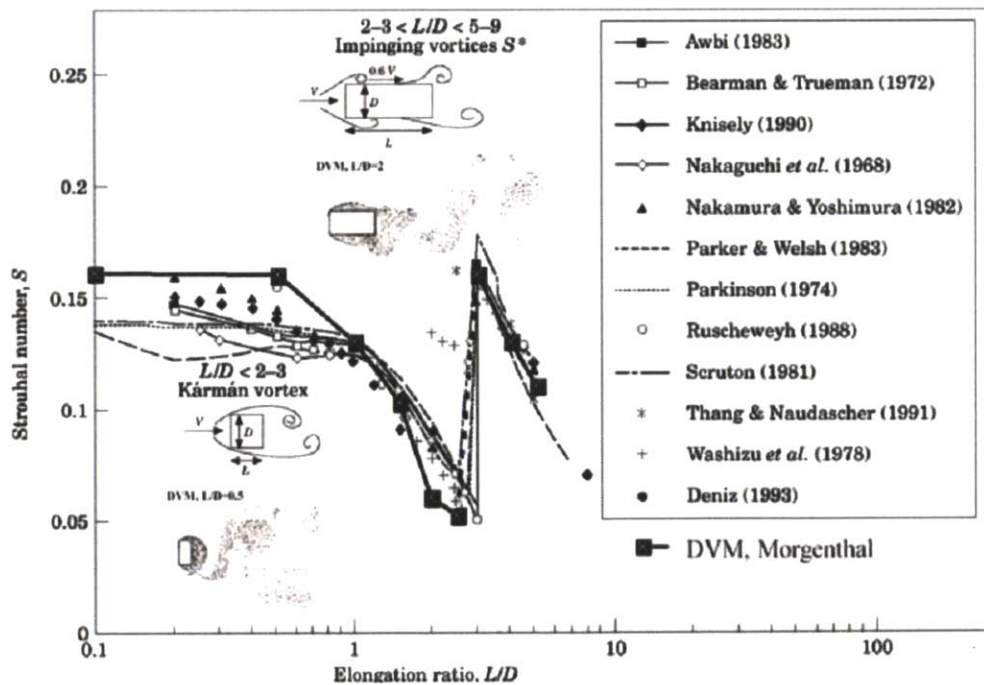 2–3 < L/D < 5–9
Impinging vortices S*
0.6 V
V
D
L
DVM, L/D=2
L/D < 2–3
Kármán vortex
V
D
L
DVM, L/D=0.5
Strouhal number, S
0.25
0.2
0.15
0.1
0.05
0
0.1
1
10
100
Elongation ratio, L/D
Awbi (1983)
Bearman & Trueman (1972)
Knisely (1990)
Nakaguchi et al. (1968)
Nakamura & Yoshimura (1982)
Parker & Welsh (1983)
Parkinson (1974)
Ruscheweyh (1988)
Scruton (1981)
Thang & Naudascher (1991)
Washizu et al. (1978)
Deniz (1993)
DVM, Morgenthal